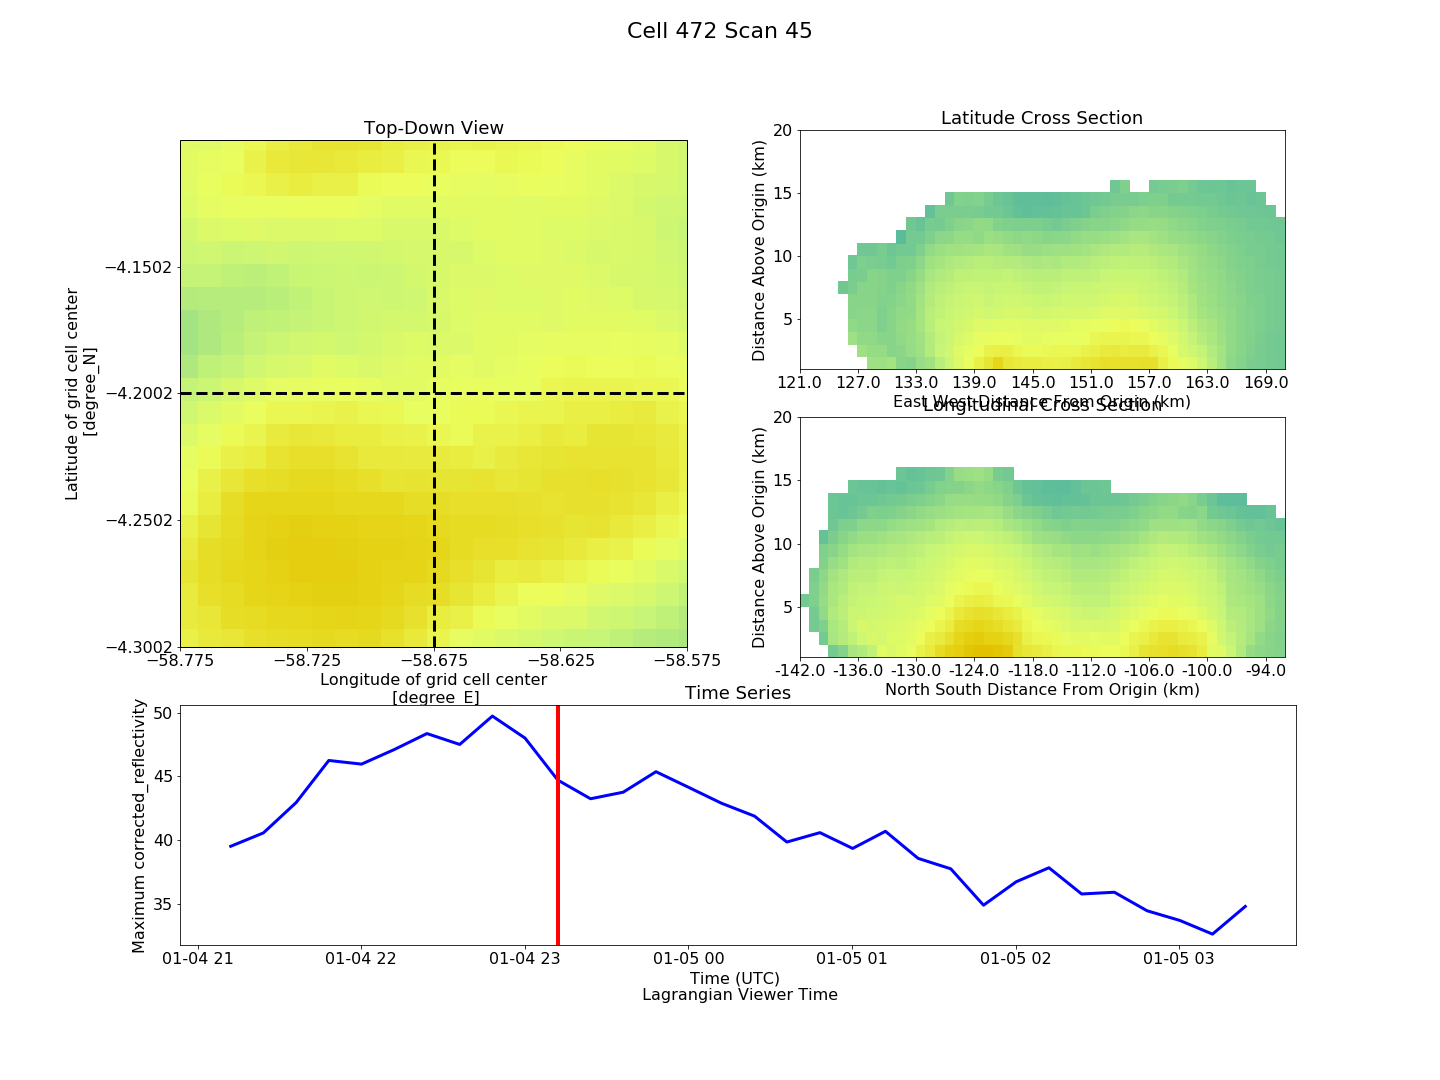 Cell 472 Scan 45
Top-Down View
−4.1502
−4.2002
−4.2502
−4.3002
Latitude of grid cell center
[degree_N]
−58.775 −58.725 −58.675 −58.625 −58.575
Longitude of grid cell center
[degree_E]
Latitude Cross Section
20
15
10
5
Distance Above Origin (km)
121.0 127.0 133.0 139.0 145.0 151.0 157.0 163.0 169.0
East West Distance From Origin (km)
Longitudinal Cross Section
20
15
10
5
Distance Above Origin (km)
-142.0 -136.0 -130.0 -124.0 -118.0 -112.0 -106.0 -100.0 -94.0
North South Distance From Origin (km)
Time Series
50
45
40
35
Maximum corrected_reflectivity
01-04 21 01-04 22 01-04 23 01-05 00 01-05 01 01-05 02 01-05 03
Time (UTC)
Lagrangian Viewer Time